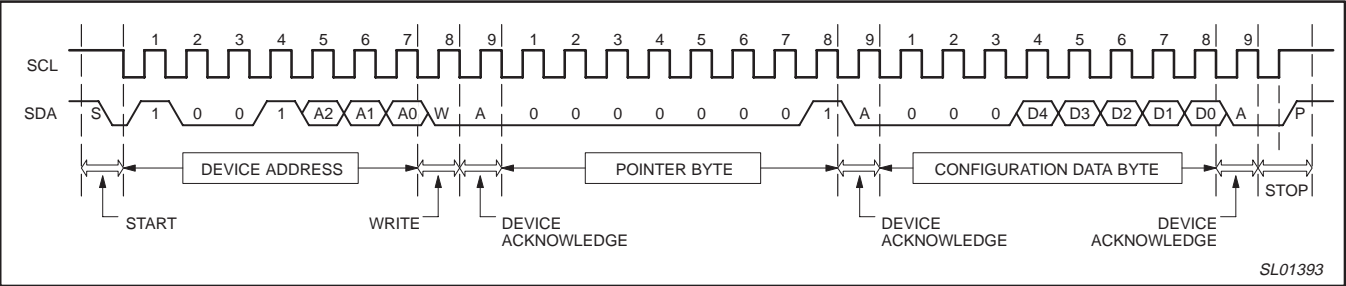 1 2 3 4 5 6 7 8 9 1 2 3 4 5 6 7 8 9 1 2 3 4 5 6 7 8 9
SCL
SDA S 1 0 0 1 A2 A1 A0 W A 0 0 0 0 0 0 0 1 A 0 0 0 D4 D3 D2 D1 D0 A P
DEVICE ADDRESS POINTER BYTE CONFIGURATION DATA BYTE
STOP
START WRITE DEVICE DEVICE DEVICE
ACKNOWLEDGE ACKNOWLEDGE ACKNOWLEDGE
SL01393